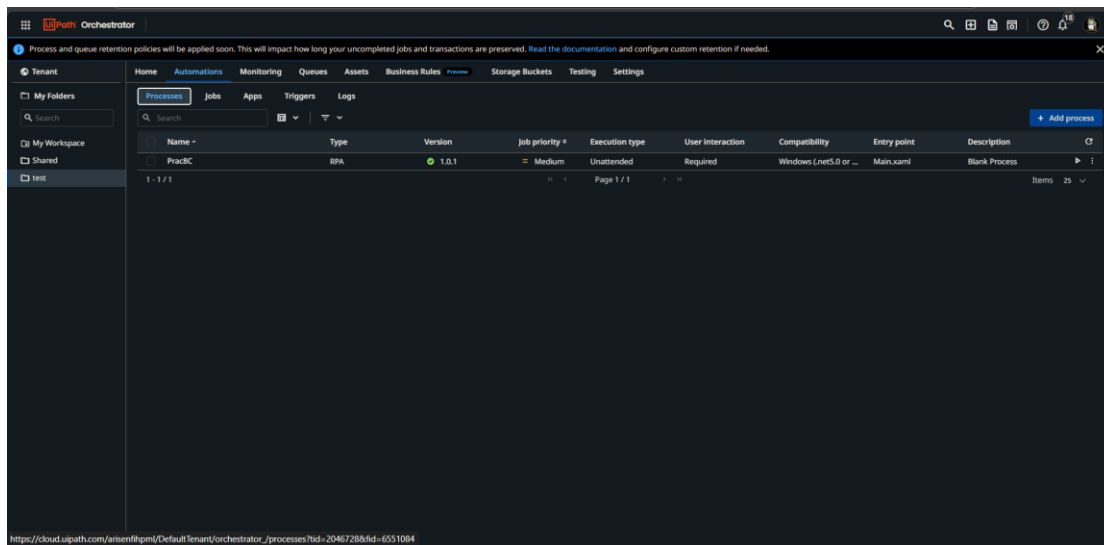 UiPath Orchestrator
18
Process and queue retention policies will be applied soon. This will impact how long your uncompleted jobs and transactions are preserved. Read the documentation and configure custom retention if needed.
Tenant
Home Automations Monitoring Queues Assets Business Rules Preview Storage Buckets Testing Settings
My Folders
Processes Jobs Apps Triggers Logs
Search
Search
+ Add process
My Workspace
Name Type Version Job priority Execution type User interaction Compatibility Entry point Description
Shared
Prac8C RPA 1.0.1 = Medium Unattended Required Windows (.net5.0 or ... Main.xaml Blank Process
test
1 - 1 / 1 Page 1 / 1 Items 25
https://cloud.uipath.com/arisenfihpml/DefaultTenant/orchestrator_/processes?tid=2046728&fid=6551084